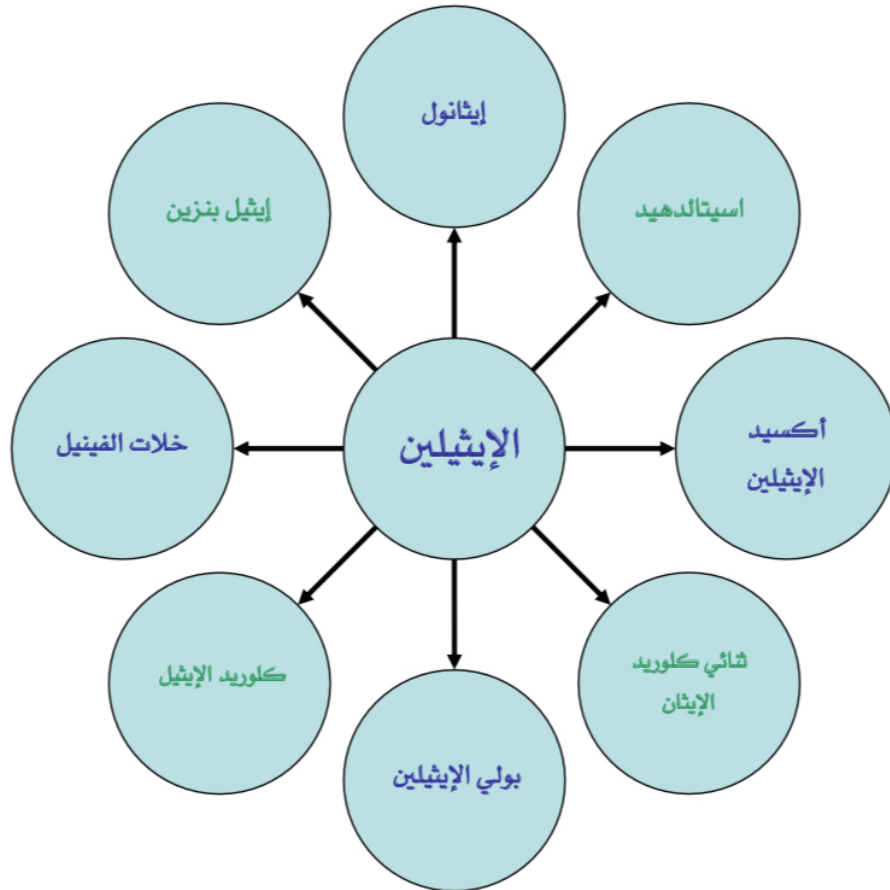 إيثانول
إيثيل بنزين
اسيتالدهيد
خلات الفينيل
الإيثيلين
أكسيد
الإيثيلين
كلوريد الإيثيل
ثنائي كلوريد
الإيثان
بولي الإيثيلين